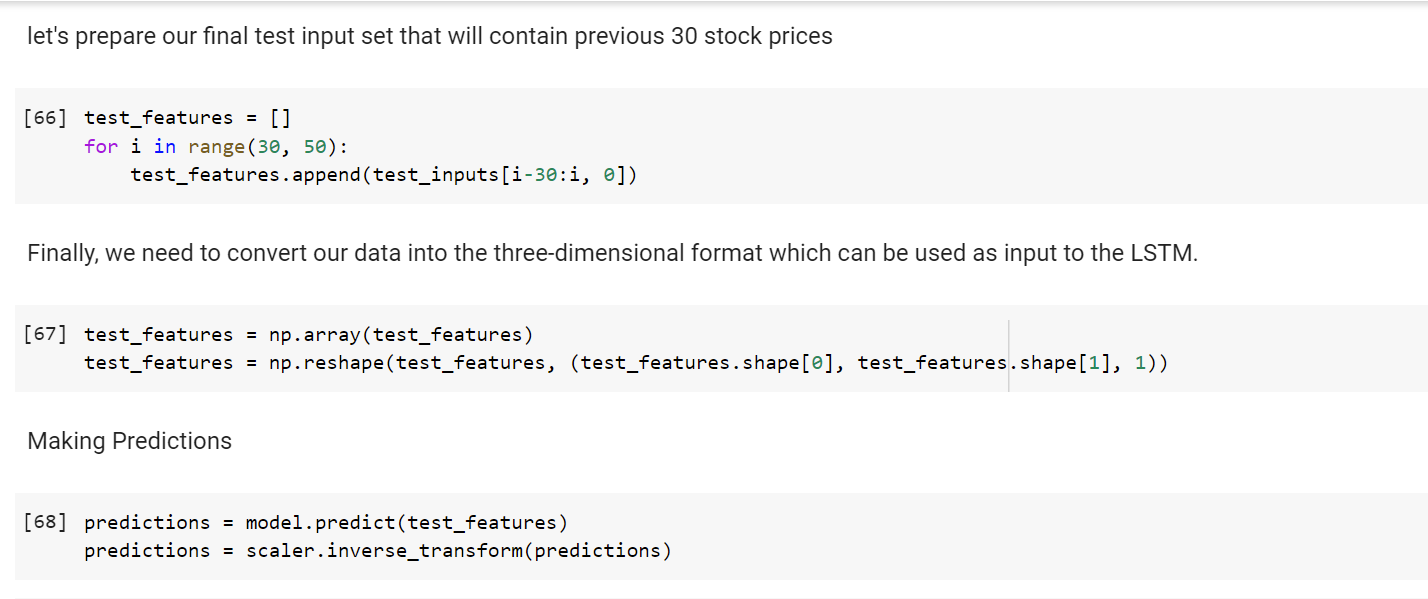 let's prepare our final test input set that will contain previous 30 stock prices
[66] test_features = []
for i in range(30, 50):
test_features.append(test_inputs[i-30:i, 0])
Finally, we need to convert our data into the three-dimensional format which can be used as input to the LSTM.
[67] test_features = np.array(test_features)
test_features = np.reshape(test_features, (test_features.shape[0], test_features.shape[1], 1))
Making Predictions
[68] predictions = model.predict(test_features)
predictions = scaler.inverse_transform(predictions)